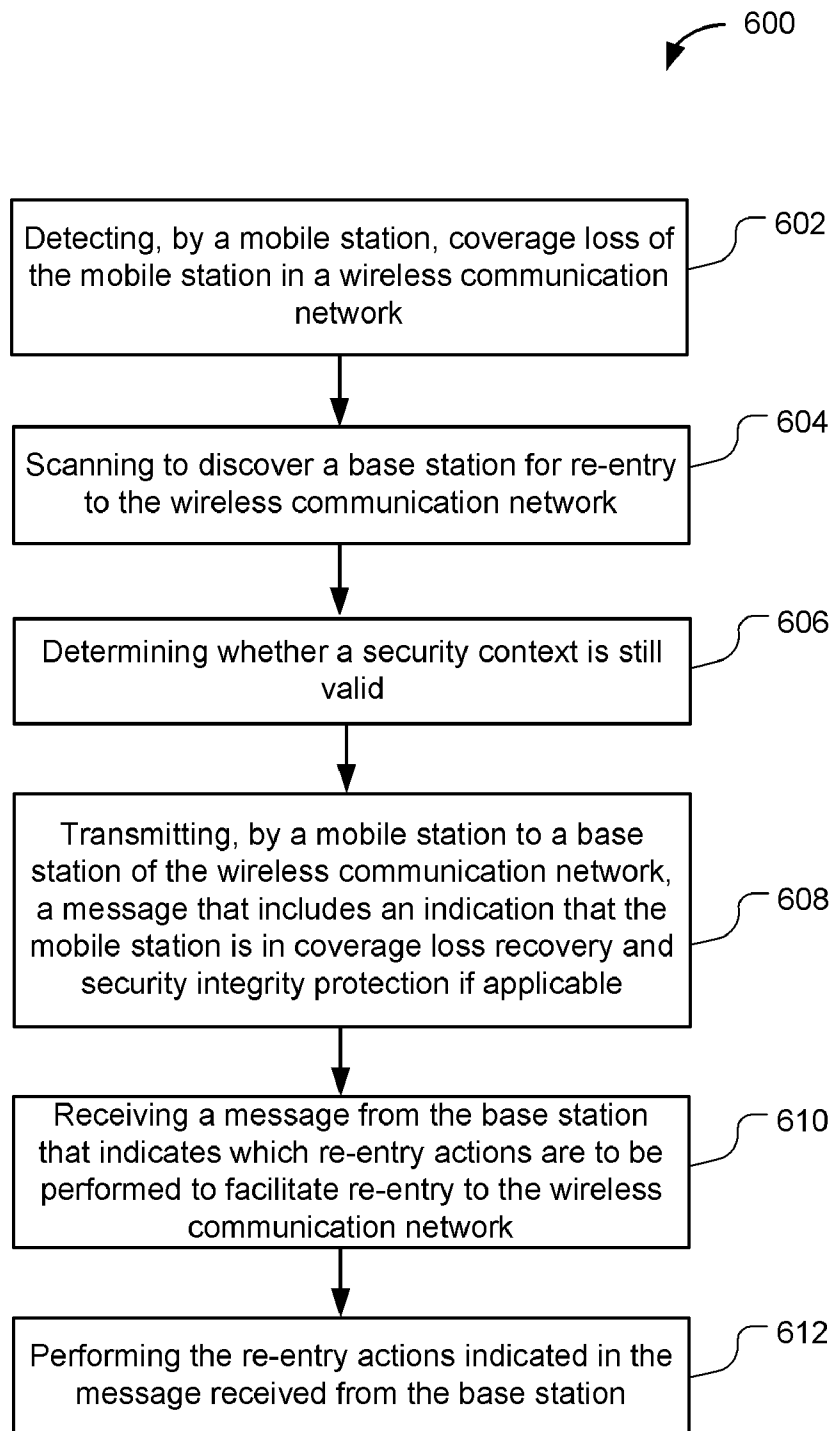 600
Detecting, by a mobile station, coverage loss of
the mobile station in a wireless communication
network
602
Scanning to discover a base station for re-entry
to the wireless communication network
604
Determining whether a security context is still
valid
606
Transmitting, by a mobile station to a base
station of the wireless communication network,
a message that includes an indication that the
mobile station is in coverage loss recovery and
security integrity protection if applicable
608
Receiving a message from the base station
that indicates which re-entry actions are to be
performed to facilitate re-entry to the wireless
communication network
610
Performing the re-entry actions indicated in the
message received from the base station
612